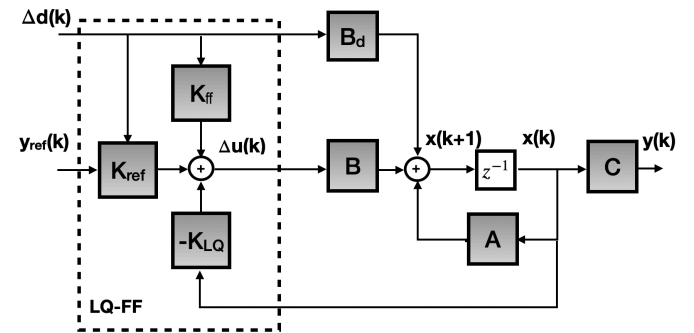 Δd(k)
B_d
K_ff
y_ref(k)
K_ref
+
Δu(k)
B
+
x(k+1)
z^{-1}
x(k)
C
y(k)
-K_LQ
A
LQ-FF